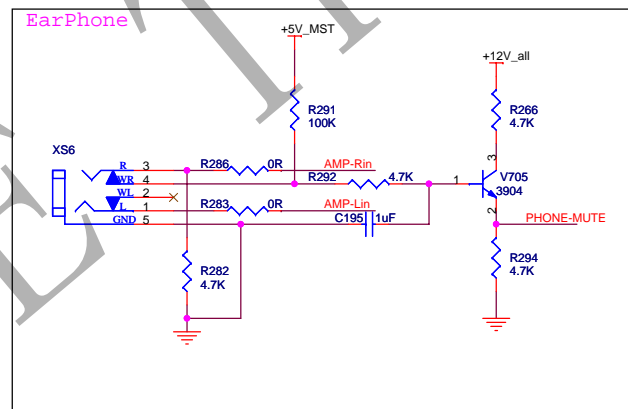 EarPhone
+5V_MST
+12V_all
R291
100K
R266
4.7K
XS6
R 3
WR 4
WL 2
L 1
GND 5
R286 0R AMP-Rin
R292 4.7K
R283 0R AMP-Lin
C195 1uF
1
3
V705
3904
2
PHONE-MUTE
R282
4.7K
R294
4.7K